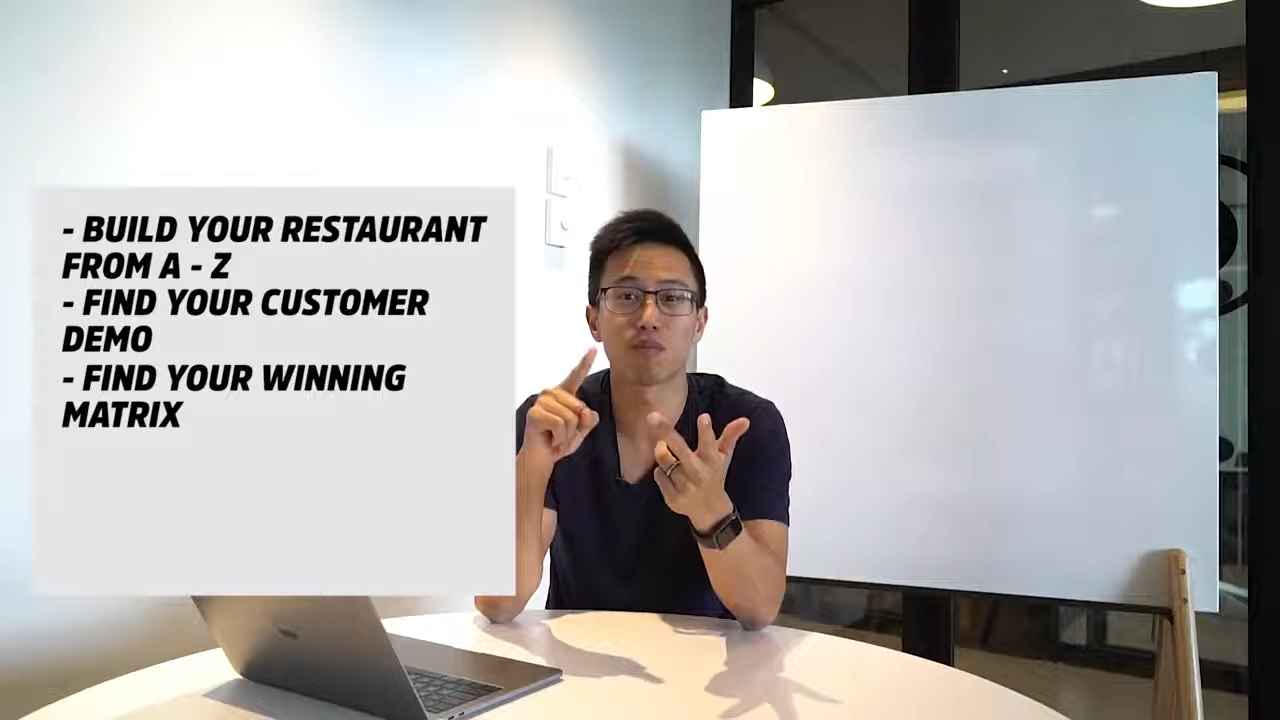 - BUILD YOUR RESTAURANT
FROM A - Z
- FIND YOUR CUSTOMER
DEMO
- FIND YOUR WINNING
MATRIX